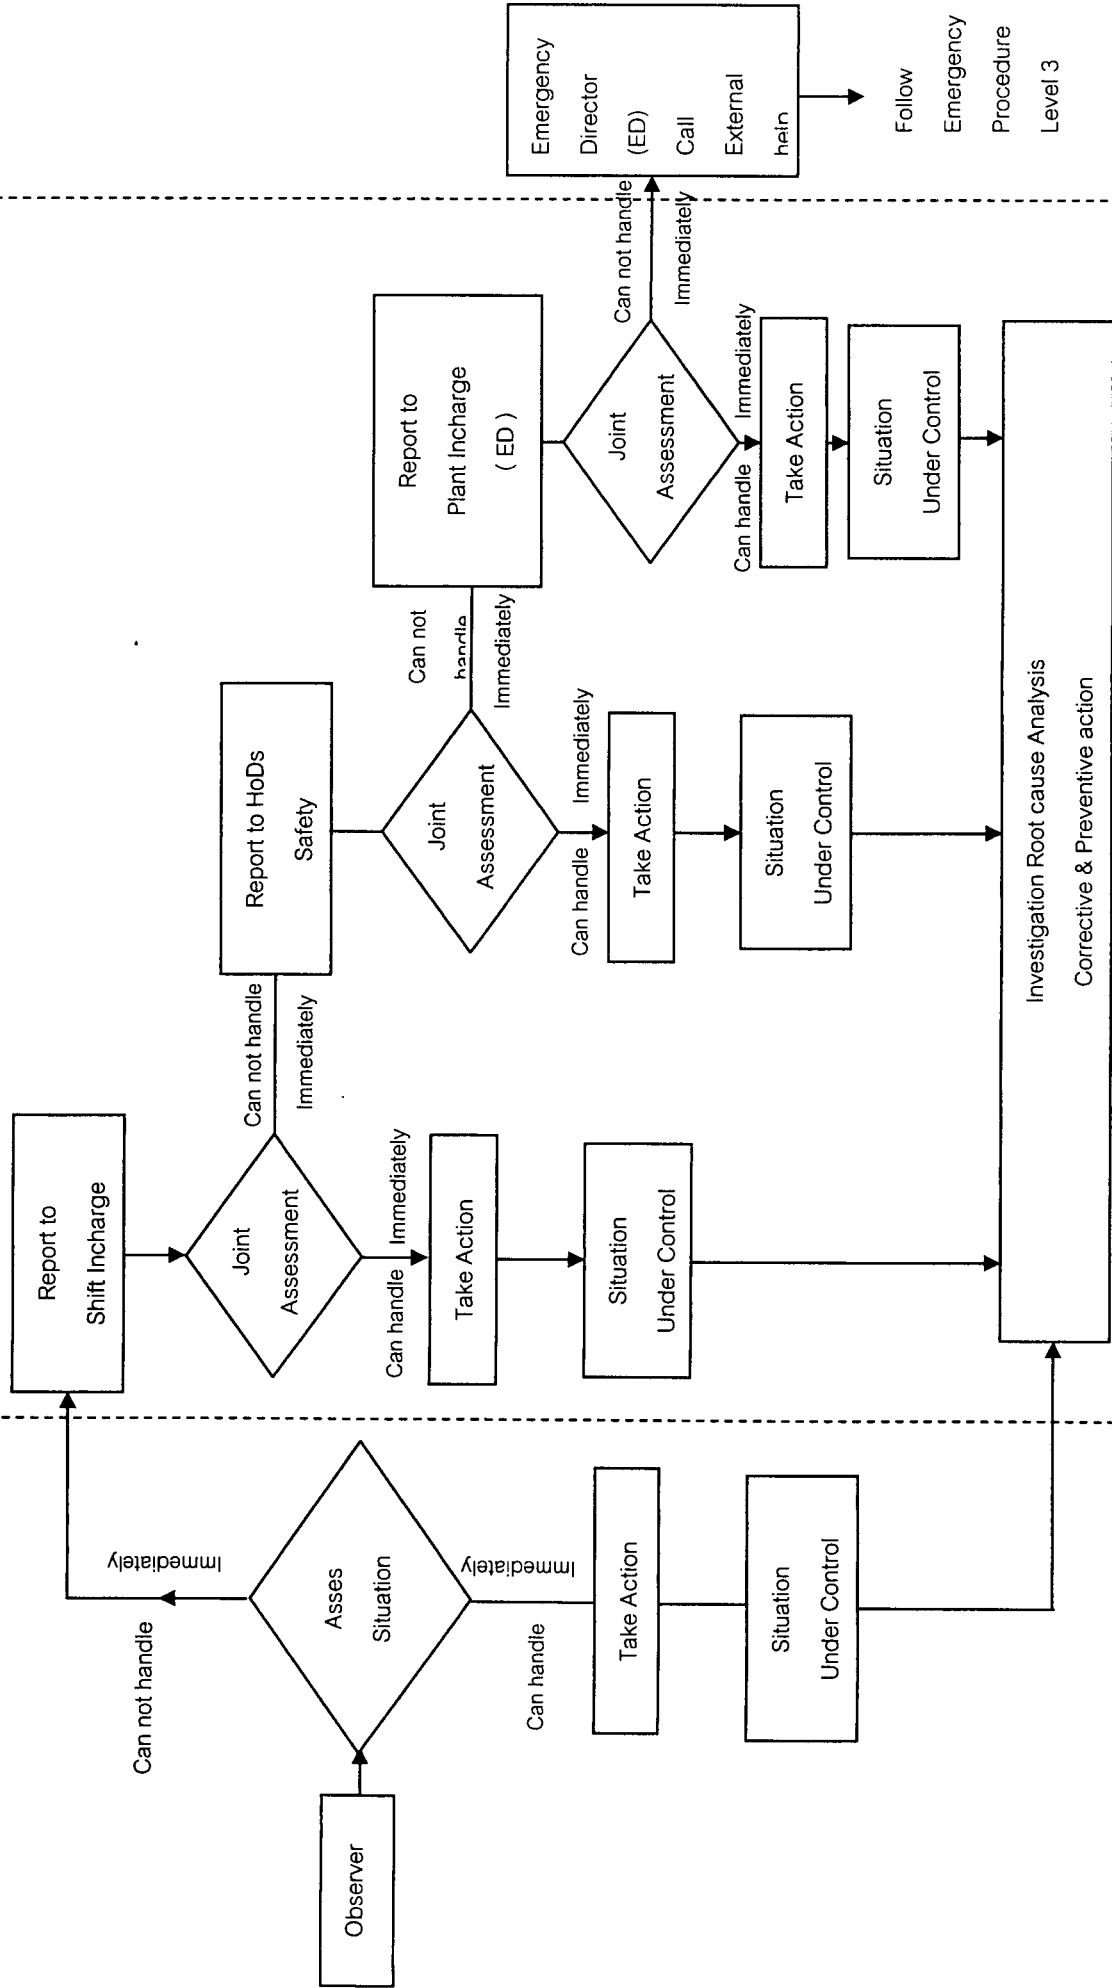 Observer
Asses
Situation
Can not handle
Immediately
Can handle
Immediately
Take Action
Situation
Under Control
Report to
Shift Incharge
Joint
Assessment
Can not handle
Immediately
Can handle
Immediately
Take Action
Situation
Under Control
Report to HoDs
Safety
Joint
Assessment
Can not
handle
Immediately
Can handle
Immediately
Take Action
Situation
Under Control
Report to
Plant Incharge
( ED )
Joint
Assessment
Can not handle
Immediately
Can handle
Immediately
Take Action
Situation
Under Control
Emergency
Director
(ED)
Call
External
help
Follow
Emergency
Procedure
Level 3
Investigation Root cause Analysis
Corrective & Preventive action